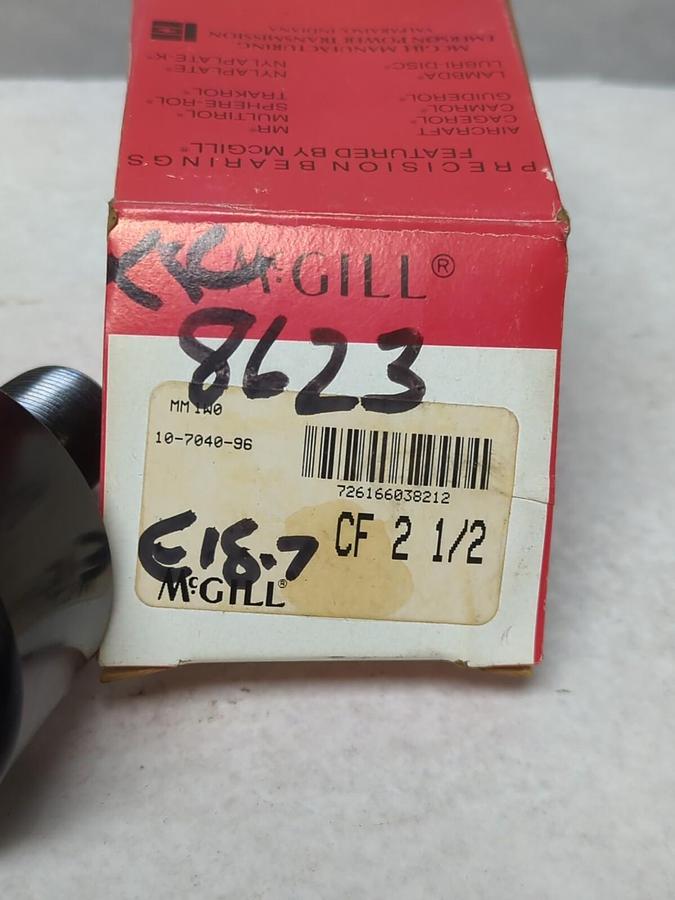 PRECISION BEARINGS
FEATURED BY McGILL®
AIRCRAFT MR®
CAGEROL® MULTIROL®
CAMROL® SPHERE-ROL®
GUIDEROL® TRAKROL®
LAMBDA® NYLAPLATE®
LUBRI-DISC® NYLAPLATE-K®
McGILL MANUFACTURING
EMERSON POWER TRANSMISSION
VALPARAISO, INDIANA
McGILL®
8623
MM1W0
10-7040-96
726166038212
CF 2 1/2
C18.7
McGILL®